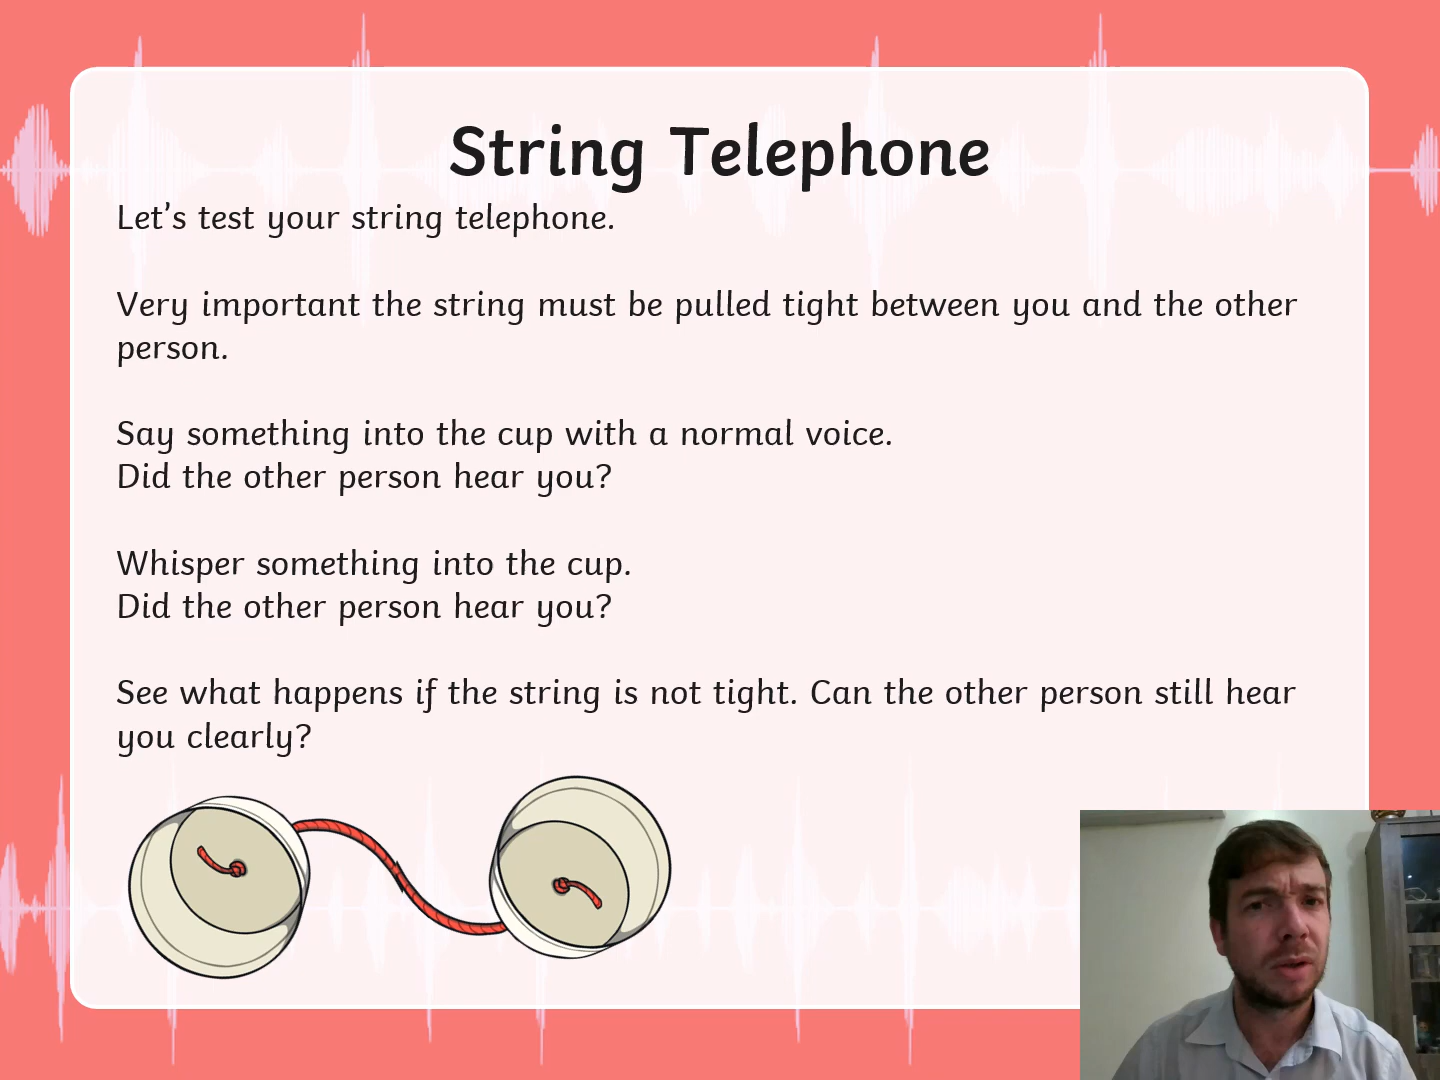 String Telephone
Let’s test your string telephone.
Very important the string must be pulled tight between you and the other
person.
Say something into the cup with a normal voice.
Did the other person hear you?
Whisper something into the cup.
Did the other person hear you?
See what happens if the string is not tight. Can the other person still hear
you clearly?